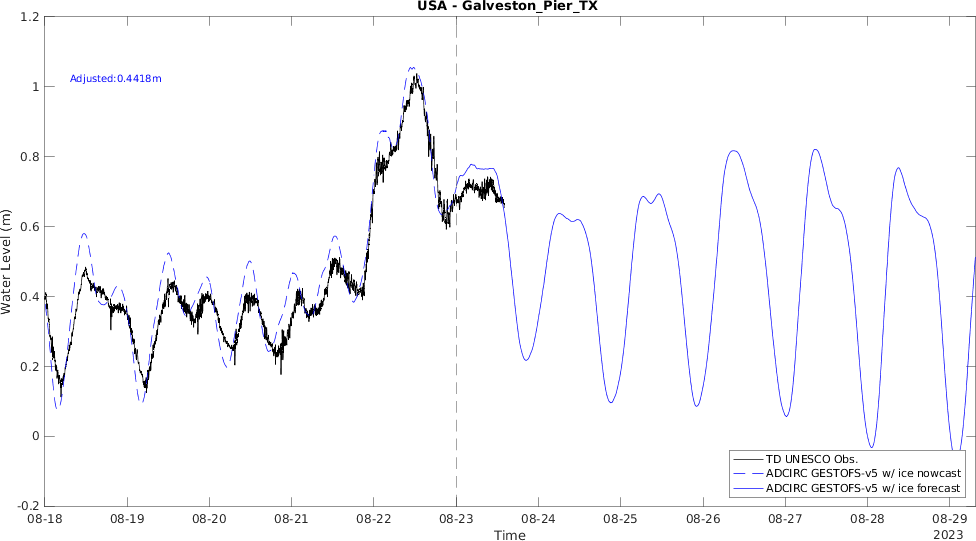 USA - Galveston_Pier_TX
1.2
1
0.8
0.6
0.4
0.2
0
-0.2
Water Level (m)
Adjusted:0.4418m
TD UNESCO Obs.
ADCIRC GESTOFS-v5 w/ ice nowcast
ADCIRC GESTOFS-v5 w/ ice forecast
08-18 08-19 08-20 08-21 08-22 08-23 08-24 08-25 08-26 08-27 08-28 08-29
2023
Time